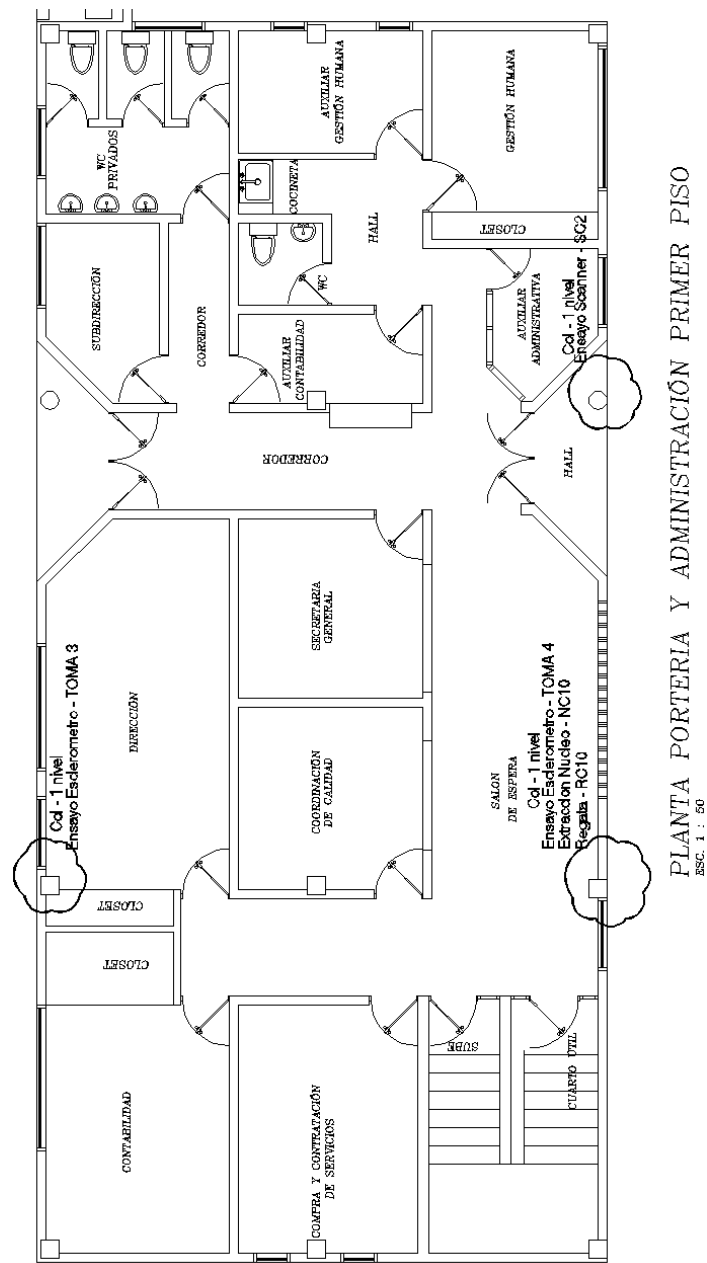 WC
PRIVADOS
AUXILIAR
GESTIÓN HUMANA
GESTIÓN HUMANA
COCINETA
HALL
CLOSET
SUBDIRECCIÓN
CORREDOR
WC
AUXILIAR
CONTABILIDAD
AUXILIAR
ADMINISTRATIVA
Col - 1 nivel
Ensayo Scanner - SC2
CORREDOR
HALL
SECRETARIA
GENERAL
DIRECCIÓN
Col - 1 nivel
Ensayo Esclerometro - TOMA 3
COORDINACIÓN
DE CALIDAD
SALON
DE ESPERA
Col - 1 nivel
Ensayo Esclerometro - TOMA 4
Extraccion Nucleo - NC10
Regata - RC10
CLOSET
CLOSET
CONTABILIDAD
COMPRA Y CONTRATACIÓN
DE SERVICIOS
SUBE
CUARTO UTIL
PLANTA PORTERIA Y ADMINISTRACIÓN PRIMER PISO
ESC. 1 : 50